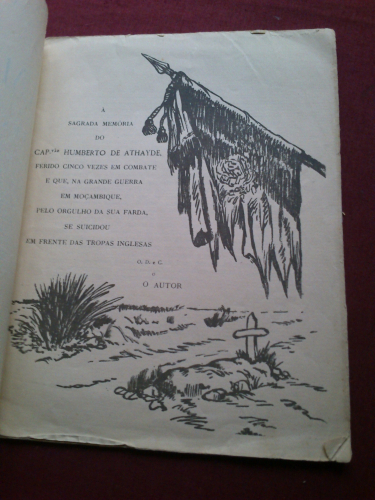 A
SAGRADA MEMORIA
DO
CAP.ITÃO HUMBERTO DE ATHAYDE,
FERIDO CINCO VEZES EM COMBATE
E QUE, NA GRANDE GUERRA
EM MOÇAMBIQUE,
PELO ORGULHO DA SUA FARDA,
SE SUICIDOU
EM FRENTE DAS TROPAS INGLESAS
O. D. e C.
O AUTOR